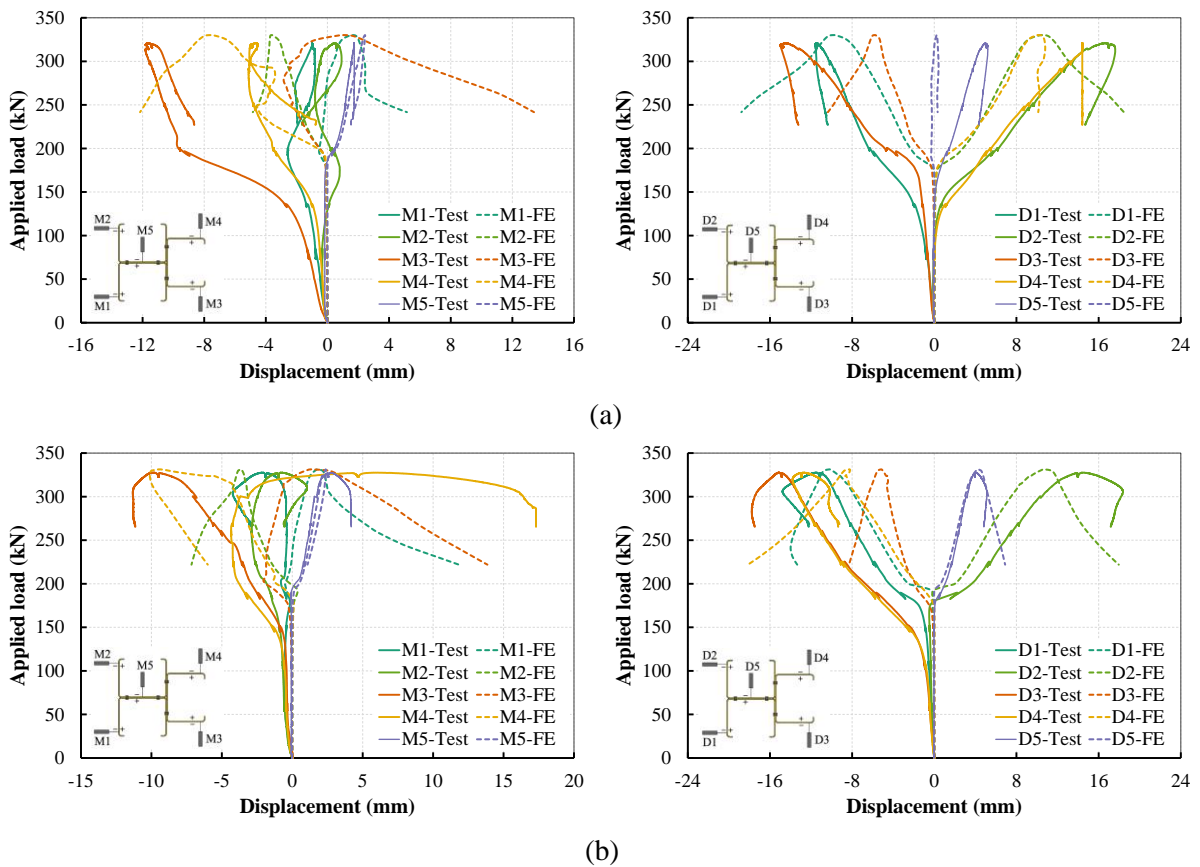 Applied load (kN)
350
300
250
200
150
100
50
0
-16 -12 -8 -4 0 4 8 12 16
Displacement (mm)
M1-Test M1-FE
M2-Test M2-FE
M3-Test M3-FE
M4-Test M4-FE
M5-Test M5-FE
M2
M5
M4
M1
M3
Applied load (kN)
350
300
250
200
150
100
50
0
-24 -16 -8 0 8 16 24
Displacement (mm)
D1-Test D1-FE
D2-Test D2-FE
D3-Test D3-FE
D4-Test D4-FE
D5-Test D5-FE
D2
D5
D4
D1
D3
(a)
Applied load (kN)
350
300
250
200
150
100
50
0
-15 -10 -5 0 5 10 15 20
Displacement (mm)
M1-Test M1-FE
M2-Test M2-FE
M3-Test M3-FE
M4-Test M4-FE
M5-Test M5-FE
M2
M5
M4
M1
M3
Applied load (kN)
350
300
250
200
150
100
50
0
-24 -16 -8 0 8 16 24
Displacement (mm)
D1-Test D1-FE
D2-Test D2-FE
D3-Test D3-FE
D4-Test D4-FE
D5-Test D5-FE
D2
D5
D4
D1
D3
(b)